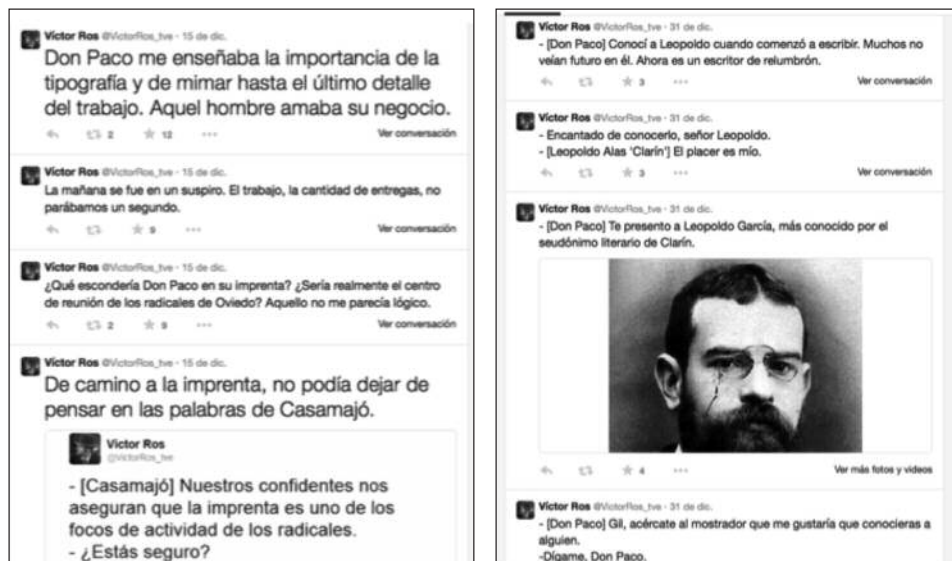 Víctor Ros @VictorRos_tve · 15 de dic.
Don Paco me enseñaba la importancia de la
tipografía y de mimar hasta el último detalle
del trabajo. Aquel hombre amaba su negocio.
2 12 Ver conversación
Víctor Ros @VictorRos_tve · 15 de dic.
La mañana se fue en un suspiro. El trabajo, la cantidad de entregas, no
parábamos un segundo.
9 Ver conversación
Víctor Ros @VictorRos_tve · 15 de dic.
¿Qué escondería Don Paco en su imprenta? ¿Sería realmente el centro
de reunión de los radicales de Oviedo? Aquello no me parecía lógico.
2 9 Ver conversación
Víctor Ros @VictorRos_tve · 15 de dic.
De camino a la imprenta, no podía dejar de
pensar en las palabras de Casamajó.
Víctor Ros
@VictorRos_tve
- [Casamajó] Nuestros confidentes nos
aseguran que la imprenta es uno de los
focos de actividad de los radicales.
- ¿Estás seguro?
Víctor Ros @VictorRos_tve · 31 de dic.
- [Don Paco] Conocí a Leopoldo cuando comenzó a escribir. Muchos no
veían futuro en él. Ahora es un escritor de relumbrón.
3 Ver conversación
Víctor Ros @VictorRos_tve · 31 de dic.
- Encantado de conocerlo, señor Leopoldo.
- [Leopoldo Alas 'Clarín'] El placer es mío.
3 Ver conversación
Víctor Ros @VictorRos_tve · 31 de dic.
- [Don Paco] Te presento a Leopoldo García, más conocido por el
seudónimo literario de Clarín.
4 Ver más fotos y vídeos
Víctor Ros @VictorRos_tve · 31 de dic.
- [Don Paco] Gil, acércate al mostrador que me gustaría que conocieras a
alguien.
-Dígame, Don Paco.